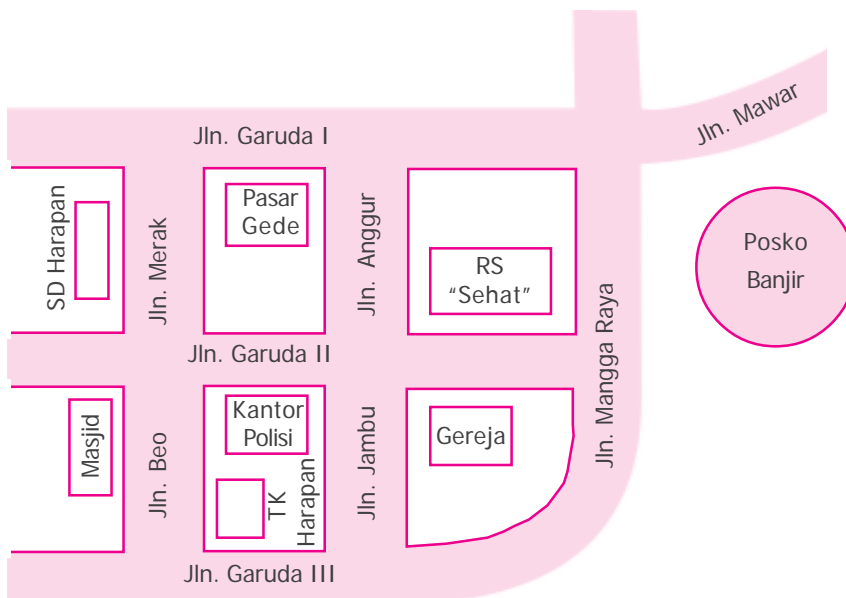 Jln. Mawar
Jln. Garuda I
SD Harapan
Jln. Merak
Pasar
Gede
Jln. Anggur
RS
“Sehat”
Posko
Banjir
Jln. Garuda II
Jln. Mangga Raya
Masjid
Jln. Beo
Kantor
Polisi
TK
Harapan
Jln. Jambu
Gereja
Jln. Garuda III